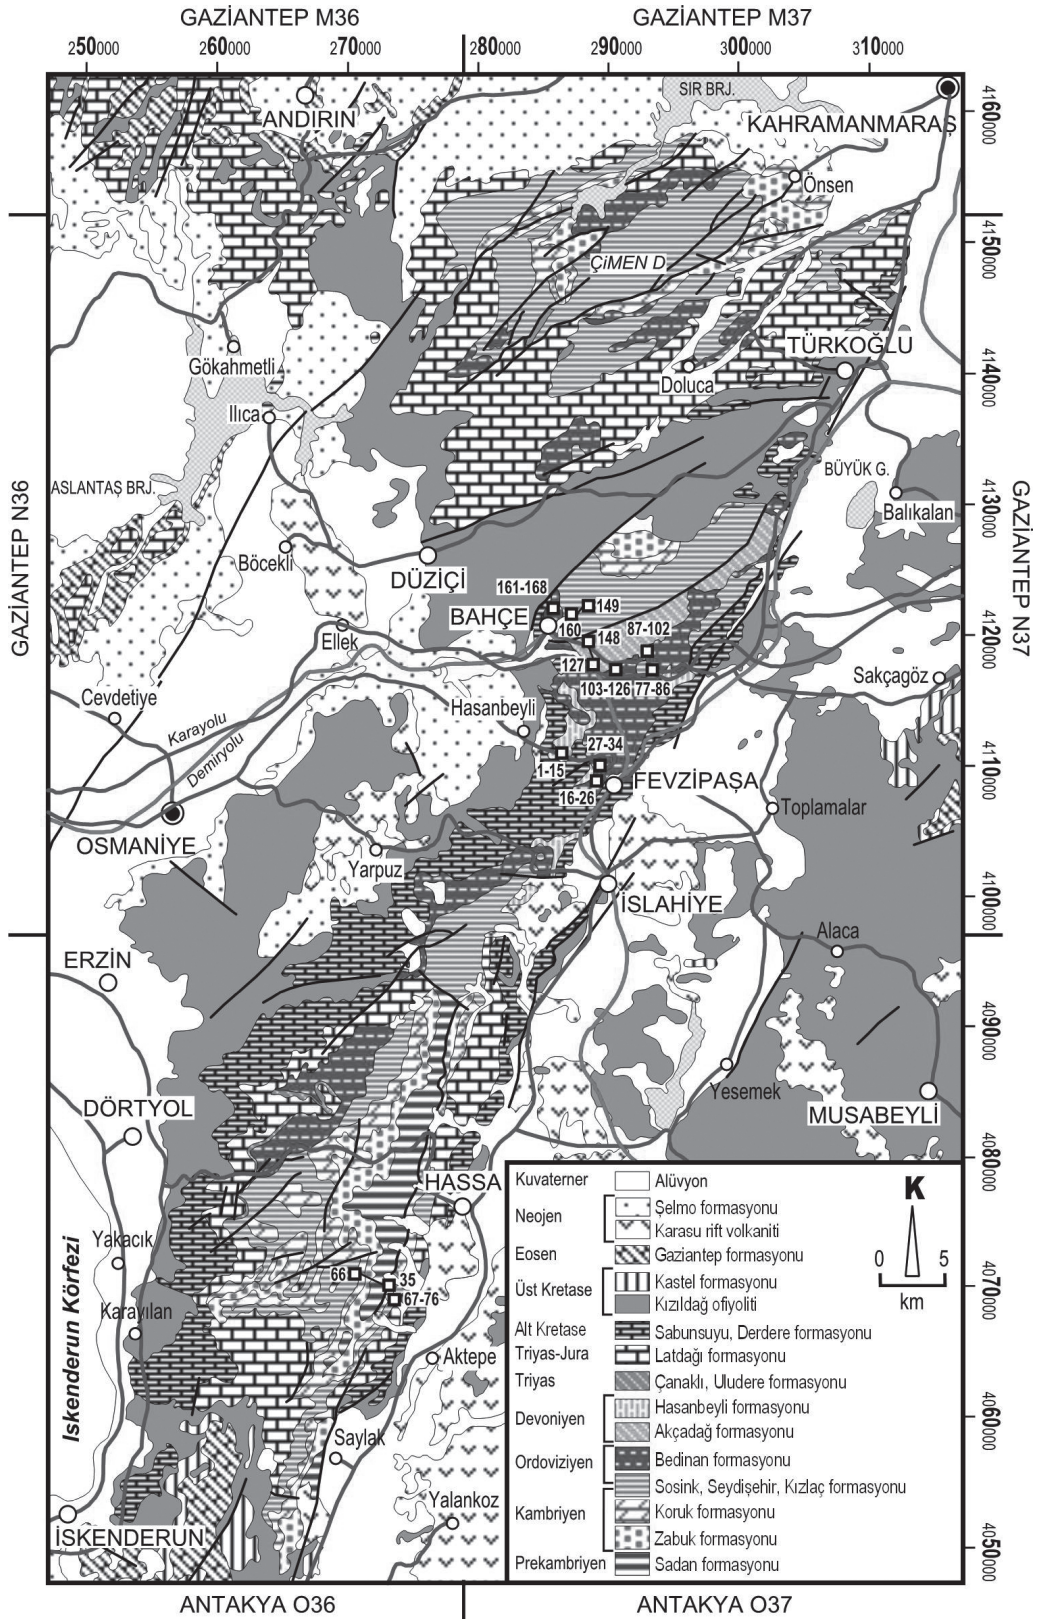 GAZİANTEP M36
GAZİANTEP M37
250000
260000
270000
280000
290000
300000
310000
SIR BRJ.
ANDIRIN
KAHRAMANMARAŞ
4160000
Önsen
4150000
ÇiMEN D
TÜRKOĞLU
Gökahmetli
Doluca
4140000
Ilıca
ASLANTAŞ BRJ.
BÜYÜK G.
Balıkalan
4130000
GAZİANTEP N36
GAZİANTEP N37
Böcekli
DÜZİÇİ
161-168
149
BAHÇE
160
148
87-102
4120000
Ellek
127
103-126
77-86
Sakçagöz
Cevdetiye
Hasanbeyli
Karayolu
Demiryolu
27-34
1-15
16-26
FEVZİPAŞA
4110000
Toplamalar
OSMANİYE
Yarpuz
İSLAHİYE
4100000
Alaca
ERZİN
4090000
Yesemek
MUSABEYLİ
DÖRTYOL
4080000
HASSA
Yakacık
66
35
67-76
4070000
Karayılan
Iskenderun Körfezi
Aktepe
4060000
Saylak
Yalankoz
İSKENDERUN
4050000
Kuvaterner
Alüvyon
Neojen
Şelmo formasyonu
Karasu rift volkaniti
Eosen
Gaziantep formasyonu
Üst Kretase
Kastel formasyonu
Kızıldağ ofiyoliti
Alt Kretase
Sabunsuyu, Derdere formasyonu
Triyas-Jura
Latdağı formasyonu
Triyas
Çanaklı, Uludere formasyonu
Devoniyen
Hasanbeyli formasyonu
Akçadağ formasyonu
Ordoviziyen
Bedinan formasyonu
Kambriyen
Sosink, Seydişehir, Kızlaç formasyonu
Koruk formasyonu
Zabuk formasyonu
Prekambriyen
Sadan formasyonu
K
0 5
km
ANTAKYA O36
ANTAKYA O37